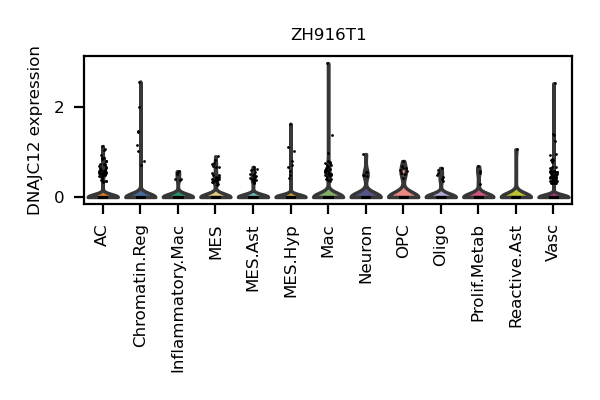 ZH916T1
DNAJC12 expression
2
0
AC
Chromatin.Reg
Inflammatory.Mac
MES
MES.Ast
MES.Hyp
Mac
Neuron
OPC
Oligo
Prolif.Metab
Reactive.Ast
Vasc